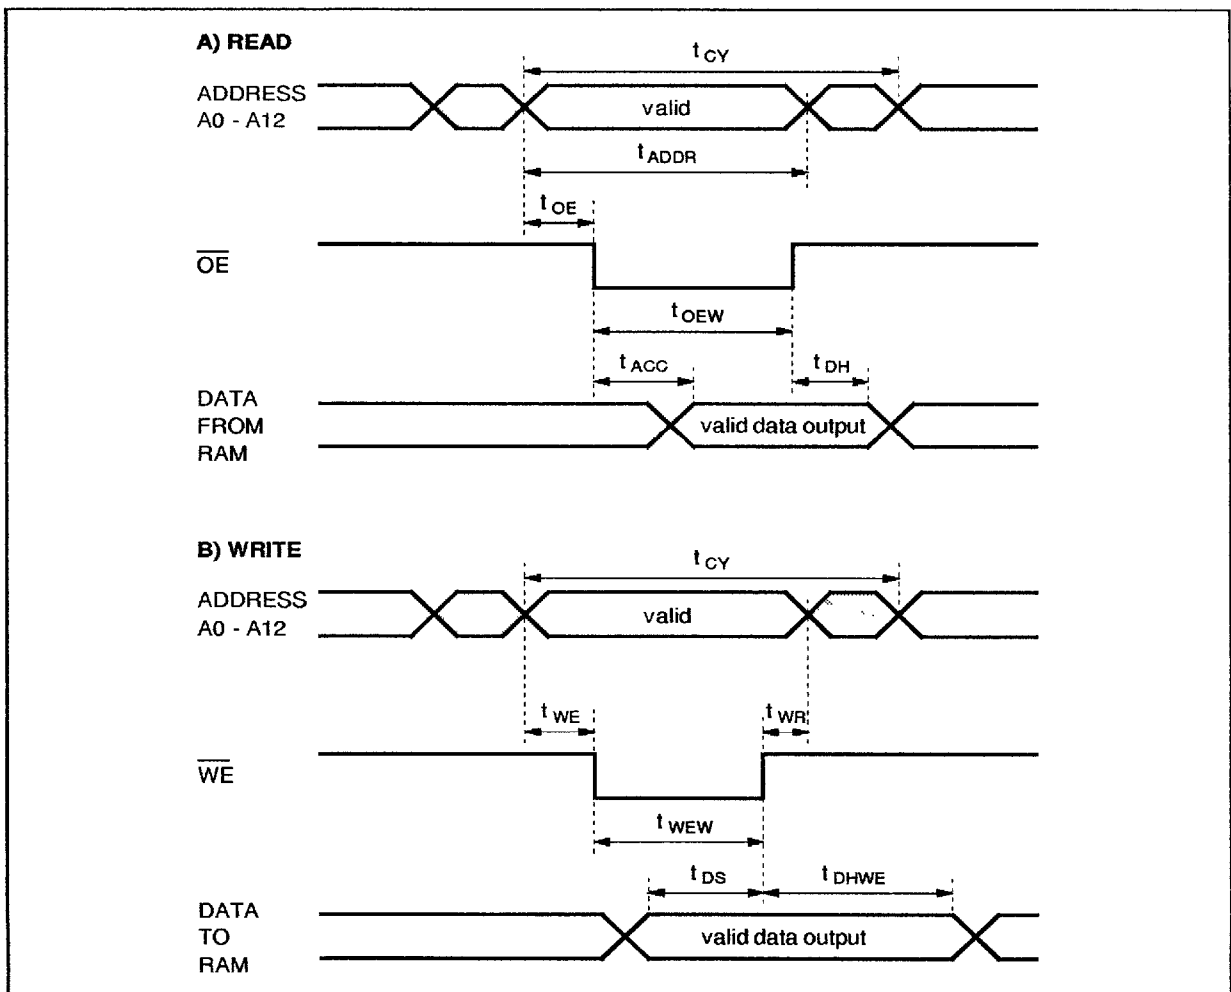 A) READ
t CY
ADDRESS
A0 - A12
valid
t ADDR
t OE
OE
t OEW
t ACC
t DH
DATA
FROM
RAM
valid data output
B) WRITE
t CY
ADDRESS
A0 - A12
valid
t WE
t WR
WE
t WEW
t DS
t DHWE
DATA
TO
RAM
valid data output